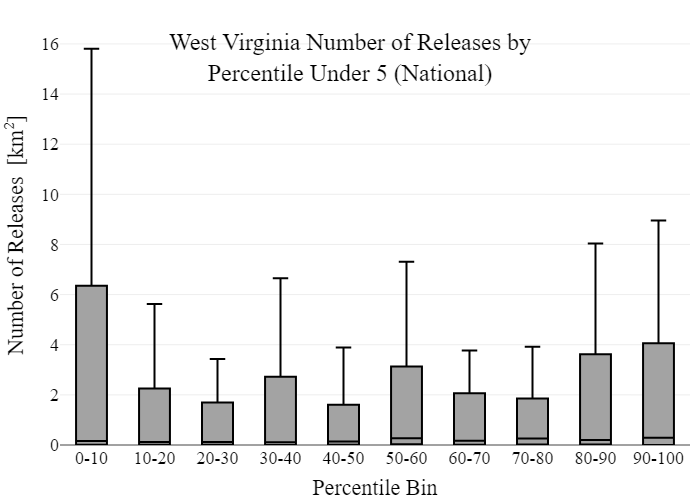 West Virginia Number of Releases by
Percentile Under 5 (National)
Number of Releases [km²]
16
14
12
10
8
6
4
2
0
0-10 10-20 20-30 30-40 40-50 50-60 60-70 70-80 80-90 90-100
Percentile Bin